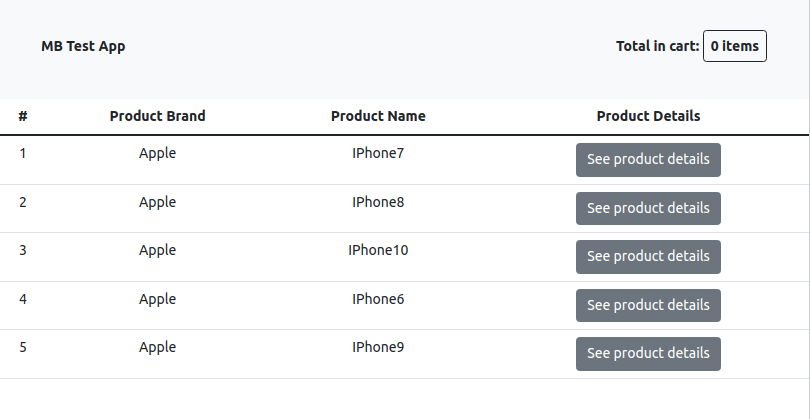 MB Test App Total in cart: 0 items
# Product Brand Product Name Product Details
1 Apple IPhone7 See product details
2 Apple IPhone8 See product details
3 Apple IPhone10 See product details
4 Apple IPhone6 See product details
5 Apple IPhone9 See product details